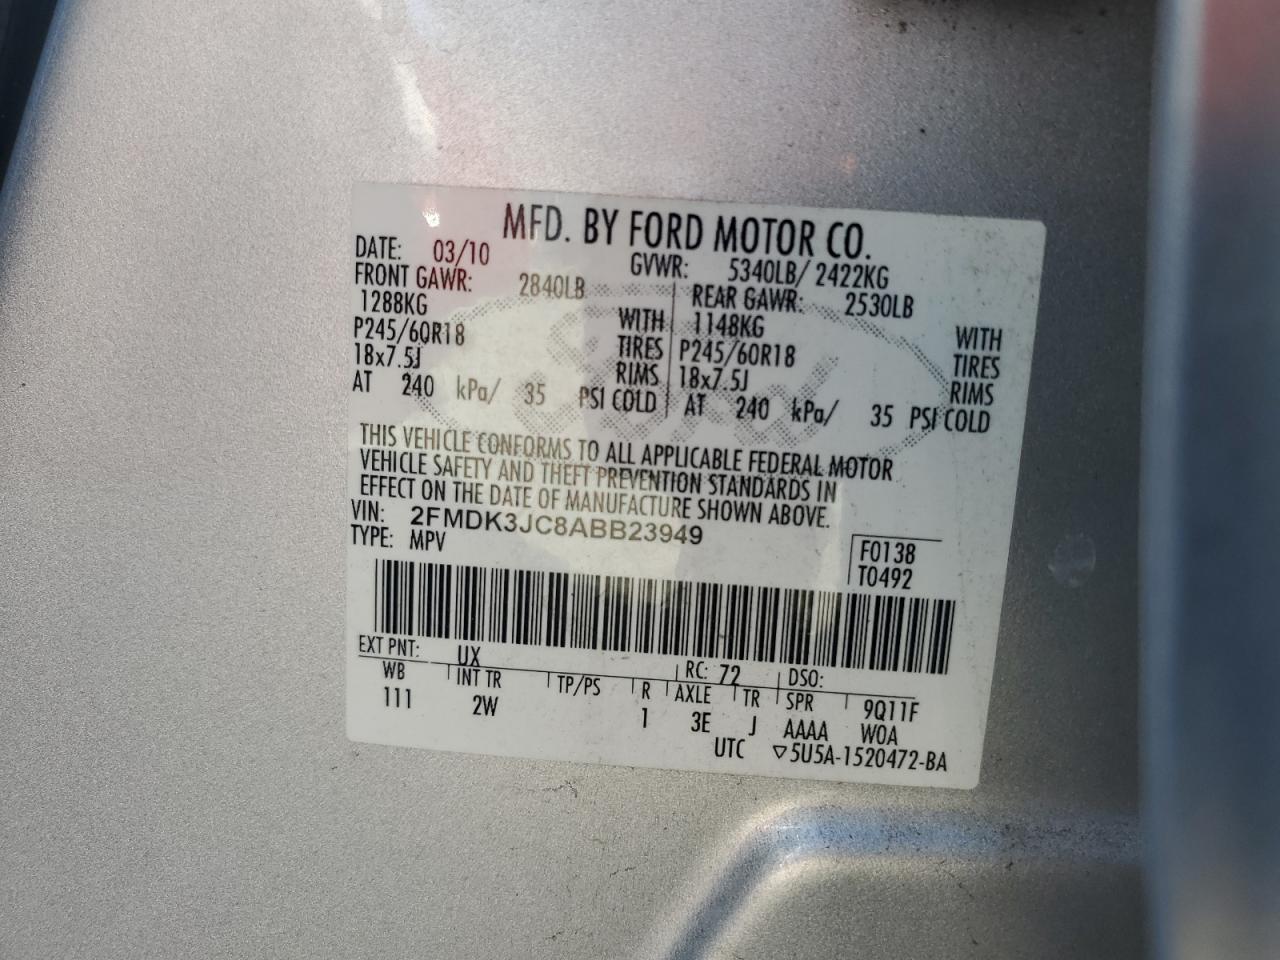 MFD. BY FORD MOTOR CO.
DATE: 03/10 GVWR: 5340LB/ 2422KG
FRONT GAWR: 2840LB REAR GAWR: 2530LB
1288KG WITH 1148KG WITH
P245/60R18 TIRES P245/60R18 TIRES
18x7.5J RIMS 18x7.5J RIMS
AT 240 kPa/ 35 PSI COLD AT 240 kPa/ 35 PSI COLD
Ford
THIS VEHICLE CONFORMS TO ALL APPLICABLE FEDERAL MOTOR
VEHICLE SAFETY AND THEFT PREVENTION STANDARDS IN
EFFECT ON THE DATE OF MANUFACTURE SHOWN ABOVE.
VIN: 2FMDK3JC8ABB23949
TYPE: MPV
F0138
T0492
EXT PNT: UX RC: 72 DSO:
WB INT TR TP/PS R AXLE TR SPR 9Q11F
111 2W 1 3E J AAAA WOA
UTC ▽5U5A-1520472-BA